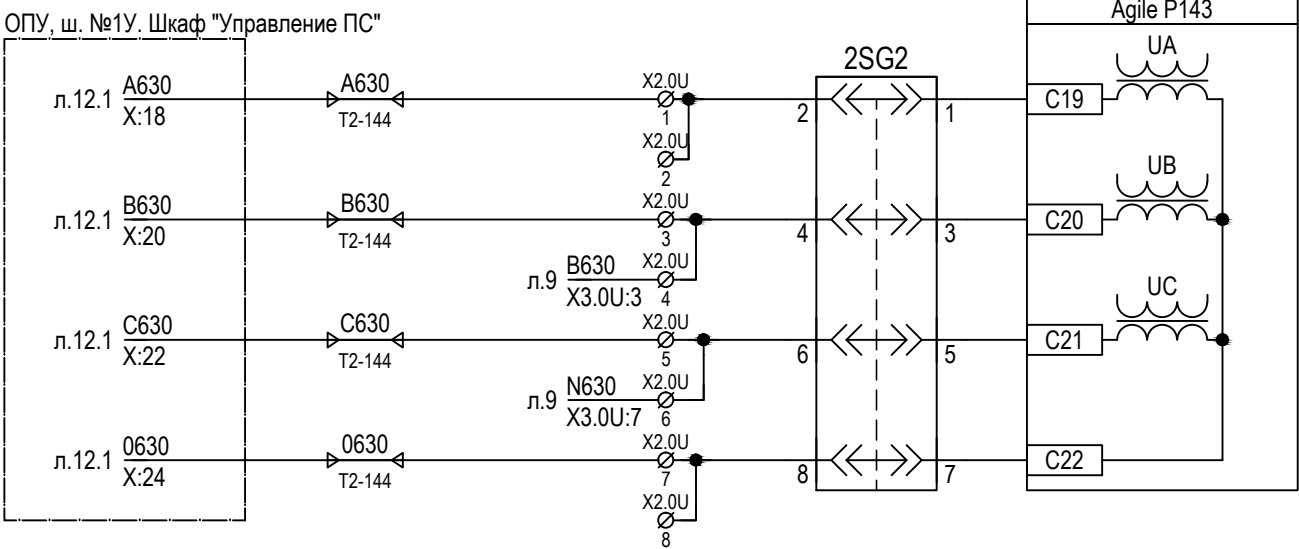 Agile P143
ОПУ, ш. №1У. Шкаф "Управление ПС"
2SG2
UA
л.12.1 A630 X:18
A630
T2-144
X2.0U
1
2
1
C19
X2.0U
2
UB
л.12.1 B630 X:20
B630
T2-144
X2.0U
3
4
3
C20
л.9 B630 X3.0U:3
X2.0U
4
UC
л.12.1 C630 X:22
C630
T2-144
X2.0U
5
6
5
C21
л.9 N630 X3.0U:7
X2.0U
6
л.12.1 0630 X:24
0630
T2-144
X2.0U
7
8
7
C22
X2.0U
8